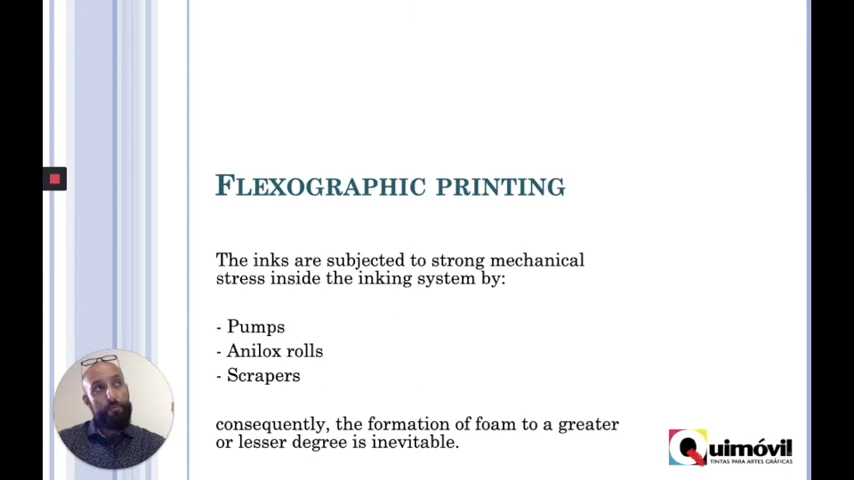 FLEXOGRAPHIC PRINTING
The inks are subjected to strong mechanical
stress inside the inking system by:
- Pumps
- Anilox rolls
- Scrapers
consequently, the formation of foam to a greater
or lesser degree is inevitable.
Quimóvil
TINTAS PARA ARTES GRÁFICAS